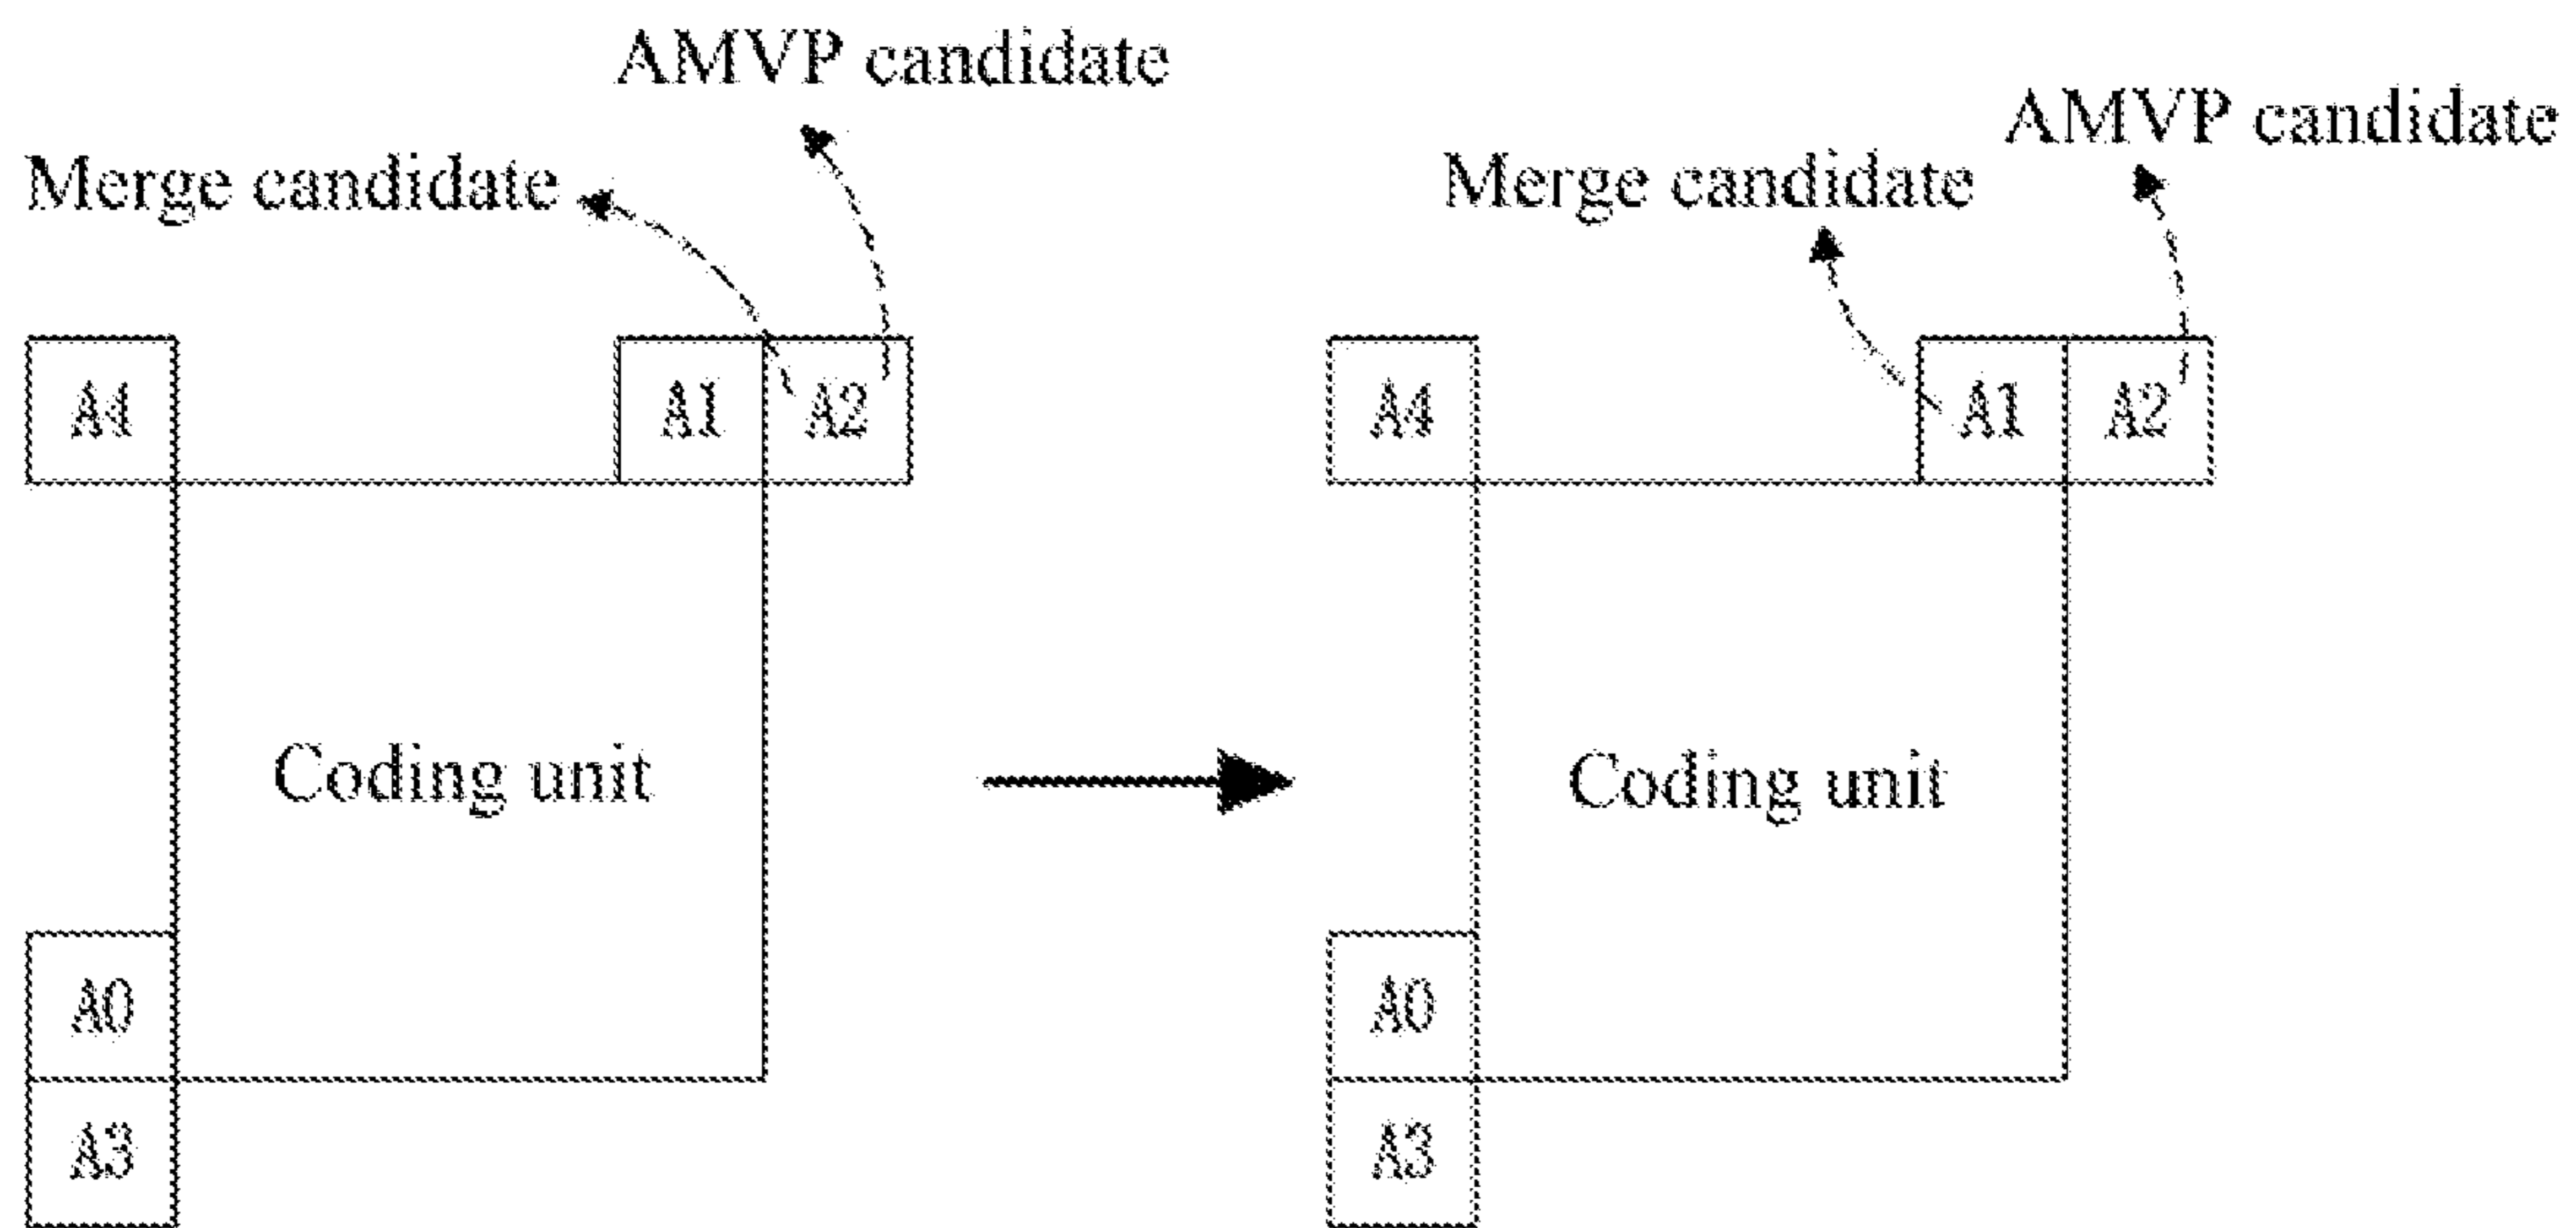 AMVP candidate
Merge candidate
A4
A1
A2
Coding unit
A0
A3
AMVP candidate
Merge candidate
A4
A1
A2
Coding unit
A0
A3